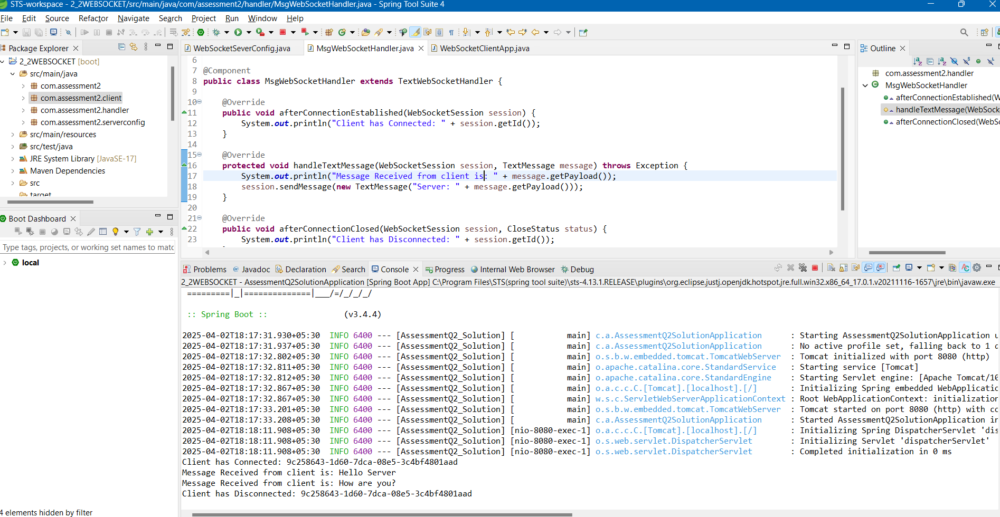 STS-workspace - 2_2WEBSOCKET/src/main/java/com/assessment2/handler/MsgWebSocketHandler.java - Spring Tool Suite 4
File Edit Source Refactor Navigate Search Project Run Window Help
Package Explorer
2_2WEBSOCKET [boot]
src/main/java
com.assessment2
com.assessment2.client
com.assessment2.handler
com.assessment2.serverconfig
src/main/resources
src/test/java
JRE System Library [JavaSE-17]
Maven Dependencies
src
target
Boot Dashboard
Type tags, projects, or working set names to matc
local
4 elements hidden by filter
WebSocketSeverConfig.java MsgWebSocketHandler.java WebSocketClientApp.java
6
7 @Component
8 public class MsgWebSocketHandler extends TextWebSocketHandler {
9
10 @Override
11 public void afterConnectionEstablished(WebSocketSession session) {
12 System.out.println("Client has Connected: " + session.getId());
13 }
14
15 @Override
16 protected void handleTextMessage(WebSocketSession session, TextMessage message) throws Exception {
17 System.out.println("Message Received from client is: " + message.getPayload());
18 session.sendMessage(new TextMessage("Server: " + message.getPayload()));
19 }
20
21 @Override
22 public void afterConnectionClosed(WebSocketSession session, CloseStatus status) {
23 System.out.println("Client has Disconnected: " + session.getId());
Outline
com.assessment2.handler
MsgWebSocketHandler
afterConnectionEstablished(W
handleTextMessage(WebSock
afterConnectionClosed(WebSo
Problems @ Javadoc Declaration Search Console Progress Internal Web Browser Debug
2_2WEBSOCKET - AssessmentQ2SolutionApplication [Spring Boot App] C:\Program Files\STS(spring tool suite)\sts-4.13.1.RELEASE\plugins\org.eclipse.justj.openjdk.hotspot.jre.full.win32.x86_64_17.0.1.v20211116-1657\jre\bin\javaw.exe
=========|_|==============|___/=/_/_/_/
:: Spring Boot :: (v3.4.4)
2025-04-02T18:17:31.930+05:30 INFO 6400 --- [AssessmentQ2_Solution] [ main] c.a.AssessmentQ2SolutionApplication : Starting AssessmentQ2SolutionApplication u
2025-04-02T18:17:31.937+05:30 INFO 6400 --- [AssessmentQ2_Solution] [ main] c.a.AssessmentQ2SolutionApplication : No active profile set, falling back to 1 d
2025-04-02T18:17:32.802+05:30 INFO 6400 --- [AssessmentQ2_Solution] [ main] o.s.b.w.embedded.tomcat.TomcatWebServer : Tomcat initialized with port 8080 (http)
2025-04-02T18:17:32.811+05:30 INFO 6400 --- [AssessmentQ2_Solution] [ main] o.apache.catalina.core.StandardService : Starting service [Tomcat]
2025-04-02T18:17:32.812+05:30 INFO 6400 --- [AssessmentQ2_Solution] [ main] o.apache.catalina.core.StandardEngine : Starting Servlet engine: [Apache Tomcat/10
2025-04-02T18:17:32.867+05:30 INFO 6400 --- [AssessmentQ2_Solution] [ main] o.a.c.c.C.[Tomcat].[localhost].[/] : Initializing Spring embedded WebApplicatic
2025-04-02T18:17:32.867+05:30 INFO 6400 --- [AssessmentQ2_Solution] [ main] w.s.c.ServletWebServerApplicationContext : Root WebApplicationContext: initialization
2025-04-02T18:17:33.201+05:30 INFO 6400 --- [AssessmentQ2_Solution] [ main] o.s.b.w.embedded.tomcat.TomcatWebServer : Tomcat started on port 8080 (http) with co
2025-04-02T18:17:33.208+05:30 INFO 6400 --- [AssessmentQ2_Solution] [ main] c.a.AssessmentQ2SolutionApplication : Started AssessmentQ2SolutionApplication in
2025-04-02T18:18:11.908+05:30 INFO 6400 --- [AssessmentQ2_Solution] [nio-8080-exec-1] o.a.c.c.C.[Tomcat].[localhost].[/] : Initializing Spring DispatcherServlet 'dis
2025-04-02T18:18:11.908+05:30 INFO 6400 --- [AssessmentQ2_Solution] [nio-8080-exec-1] o.s.web.servlet.DispatcherServlet : Initializing Servlet 'dispatcherServlet'
2025-04-02T18:18:11.908+05:30 INFO 6400 --- [AssessmentQ2_Solution] [nio-8080-exec-1] o.s.web.servlet.DispatcherServlet : Completed initialization in 0 ms
Client has Connected: 9c258643-1d60-7dca-08e5-3c4bf4801aad
Message Received from client is: Hello Server
Message Received from client is: How are you?
Client has Disconnected: 9c258643-1d60-7dca-08e5-3c4bf4801aad